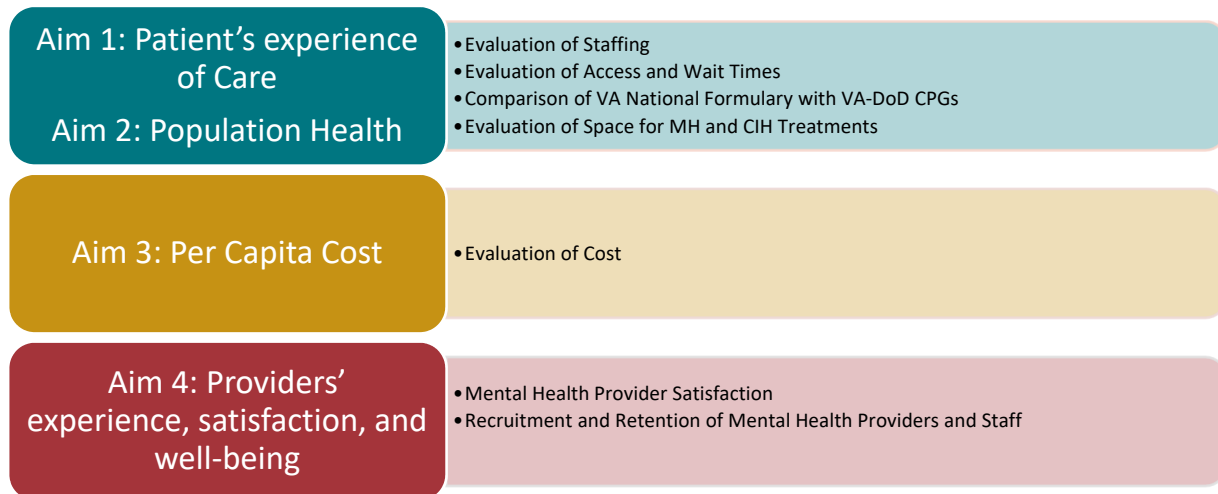 Aim 1: Patient’s experience
of Care
Aim 2: Population Health
•Evaluation of Staffing
•Evaluation of Access and Wait Times
•Comparison of VA National Formulary with VA-DoD CPGs
•Evaluation of Space for MH and CIH Treatments
Aim 3: Per Capita Cost
•Evaluation of Cost
Aim 4: Providers’
experience, satisfaction, and
well-being
•Mental Health Provider Satisfaction
•Recruitment and Retention of Mental Health Providers and Staff